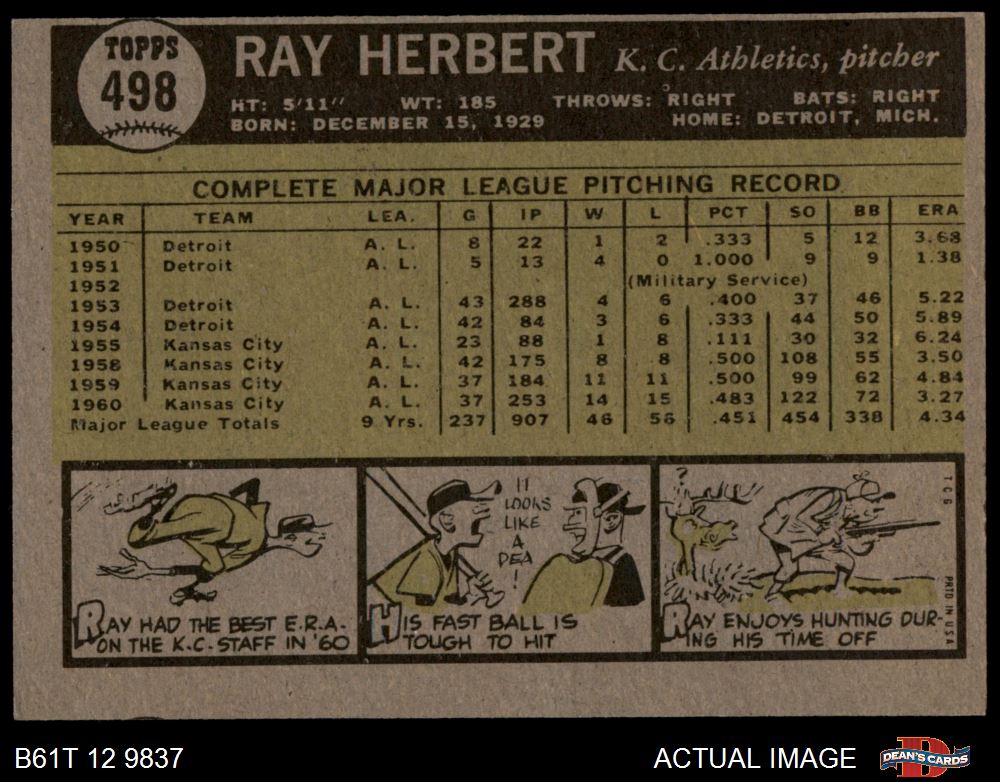 TOPPS
498
RAY HERBERT K. C. Athletics, pitcher
HT: 5'11" WT: 185 THROWS: RIGHT BATS: RIGHT
BORN: DECEMBER 15, 1929 HOME: DETROIT, MICH.
COMPLETE MAJOR LEAGUE PITCHING RECORD
YEAR TEAM LEA. G IP W L PCT SO BB ERA
1950 Detroit A. L. 8 22 1 2 .333 5 12 3.68
1951 Detroit A. L. 5 13 4 0 1.000 9 9 1.38
1952 (Military Service)
1953 Detroit A. L. 43 288 4 6 .400 37 46 5.22
1954 Detroit A. L. 42 84 3 6 .333 44 50 5.89
1955 Kansas City A. L. 23 88 1 8 .111 30 32 6.24
1958 Kansas City A. L. 42 175 8 8 .500 108 55 3.50
1959 Kansas City A. L. 37 184 11 11 .500 99 62 4.84
1960 Kansas City A. L. 37 253 14 15 .483 122 72 3.27
Major League Totals 9 Yrs. 237 907 46 56 .451 454 338 4.34
RAY HAD THE BEST E.R.A.
ON THE K.C. STAFF IN '60
IT
LOOKS
LIKE
A
PEA
!
HIS FAST BALL IS
TOUGH TO HIT
?
RAY ENJOYS HUNTING DUR-
ING HIS TIME OFF
T C G
PRTD. IN USA
B61T 12 9837 ACTUAL IMAGE
DEAN'S CARDS